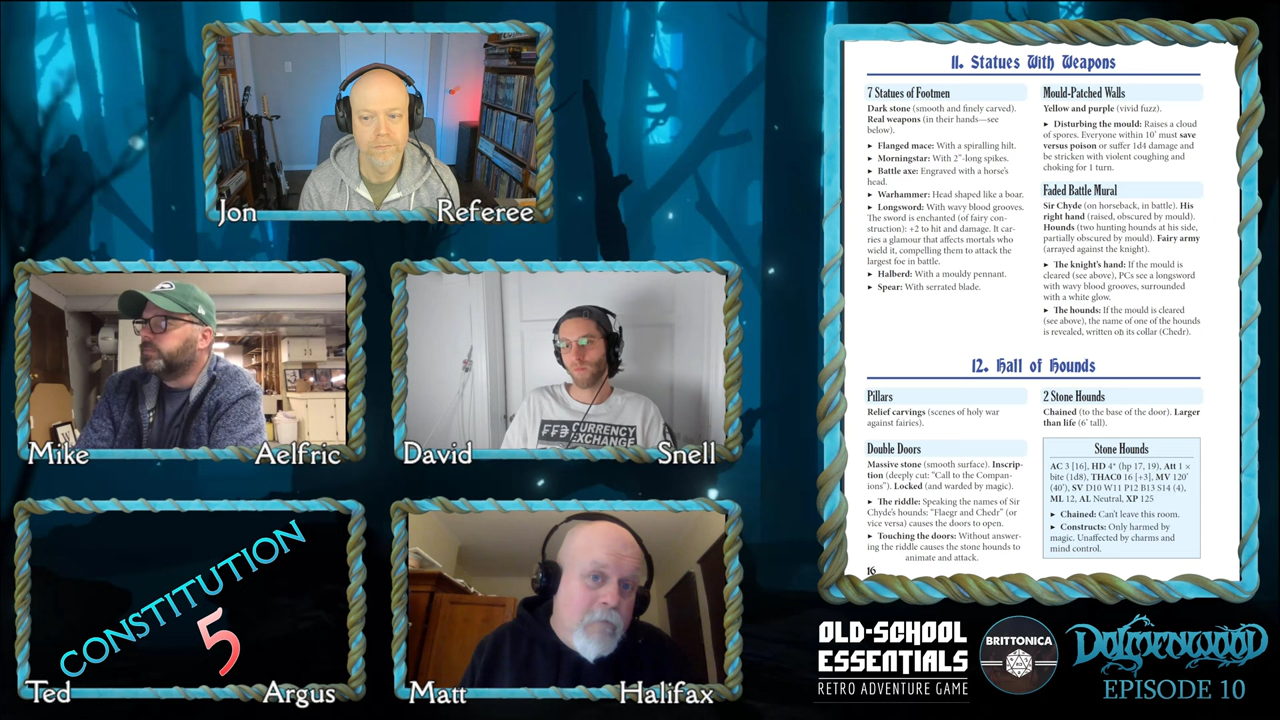 Jon Referee
Mike Aelfric
David Snell
FF∃ CURRENCY
EXCHANGE
CONSTITUTION
5
Ted Argus
Matt Halifax
11. Statues With Weapons
7 Statues of Footmen
Dark stone (smooth and finely carved).
Real weapons (in their hands—see
below).
► Flanged mace: With a spiralling hilt.
► Morningstar: With 2"-long spikes.
► Battle axe: Engraved with a horse's
head.
► Warhammer: Head shaped like a boar.
► Longsword: With wavy blood grooves.
The sword is enchanted (of fairy con-
struction): +2 to hit and damage. It car-
ries a glamour that affects mortals who
wield it, compelling them to attack the
largest foe in battle.
► Halberd: With a mouldy pennant.
► Spear: With serrated blade.
Mould-Patched Walls
Yellow and purple (vivid fuzz).
► Disturbing the mould: Raises a cloud
of spores. Everyone within 10' must save
versus poison or suffer 1d4 damage and
be stricken with violent coughing and
choking for 1 turn.
Faded Battle Mural
Sir Chyde (on horseback, in battle). His
right hand (raised, obscured by mould).
Hounds (two hunting hounds at his side,
partially obscured by mould). Fairy army
(arrayed against the knight).
► The knight's hand: If the mould is
cleared (see above), PCs see a longsword
with wavy blood grooves, surrounded
with a white glow.
► The hounds: If the mould is cleared
(see above), the name of one of the hounds
is revealed, written on its collar (Chedr).
12. Hall of Hounds
Pillars
Relief carvings (scenes of holy war
against fairies).
Double Doors
Massive stone (smooth surface). Inscrip-
tion (deeply cut: "Call to the Compan-
ions"). Locked (and warded by magic).
► The riddle: Speaking the names of Sir
Chyde's hounds: "Flaegr and Chedr" (or
vice versa) causes the doors to open.
► Touching the doors: Without answer-
ing the riddle causes the stone hounds to
animate and attack.
2 Stone Hounds
Chained (to the base of the door). Larger
than life (6' tall).
Stone Hounds
AC 3 [16], HD 4* (hp 17, 19), Att 1 ×
bite (1d8), THAC0 16 [+3], MV 120'
(40'), SV D10 W11 P12 B13 S14 (4),
ML 12, AL Neutral, XP 125
► Chained: Can't leave this room.
► Constructs: Only harmed by
magic. Unaffected by charms and
mind control.
16
OLD-SCHOOL
ESSENTIALS
RETRO ADVENTURE GAME
BRITTONICA
Dolmenwood
EPISODE 10